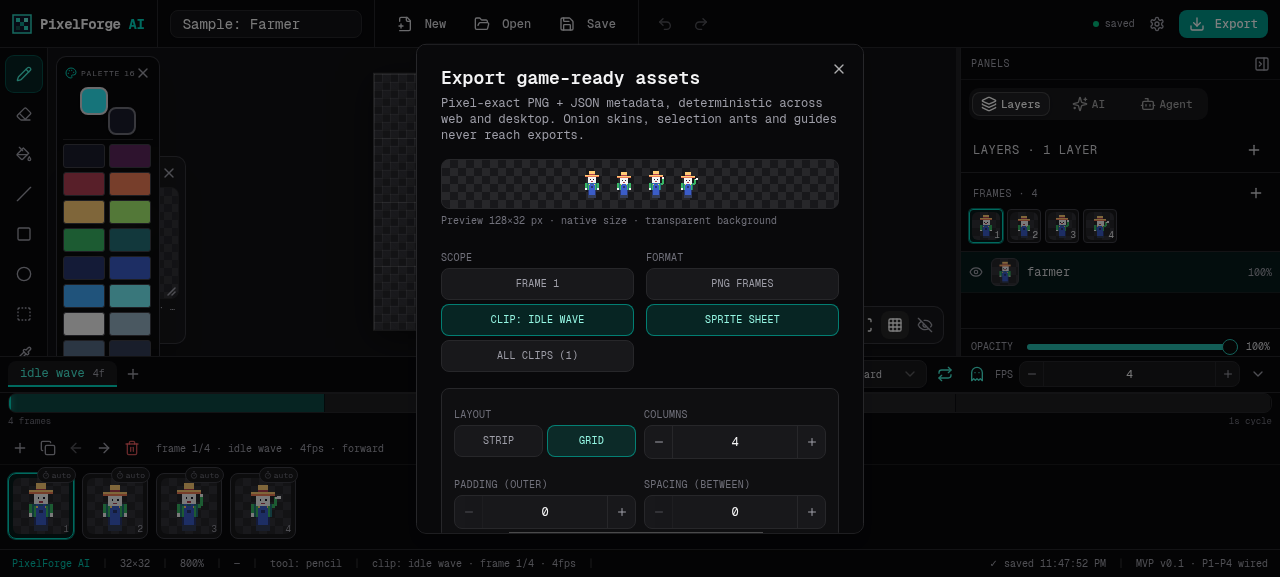 PixelForge AI
Sample: Farmer
New
Open
Save
saved
Export
PALETTE 16
PANELS
Layers
AI
Agent
LAYERS · 1 LAYER
FRAMES · 4
1
2
3
4
farmer
100%
OPACITY
100%
Export game-ready assets
Pixel-exact PNG + JSON metadata, deterministic across
web and desktop. Onion skins, selection ants and guides
never reach exports.
Preview 128×32 px · native size · transparent background
SCOPE
FORMAT
FRAME 1
PNG FRAMES
CLIP: IDLE WAVE
SPRITE SHEET
ALL CLIPS (1)
LAYOUT
COLUMNS
STRIP
GRID
4
PADDING (OUTER)
SPACING (BETWEEN)
0
0
idle wave 4f
ard
FPS
4
4 frames
1s cycle
frame 1/4 · idle wave · 4fps · forward
auto
auto
auto
auto
1
2
3
4
PixelForge AI
32×32
800%
—
tool: pencil
clip: idle wave · frame 1/4 · 4fps
✓ saved 11:47:52 PM
MVP v0.1 · P1–P4 wired